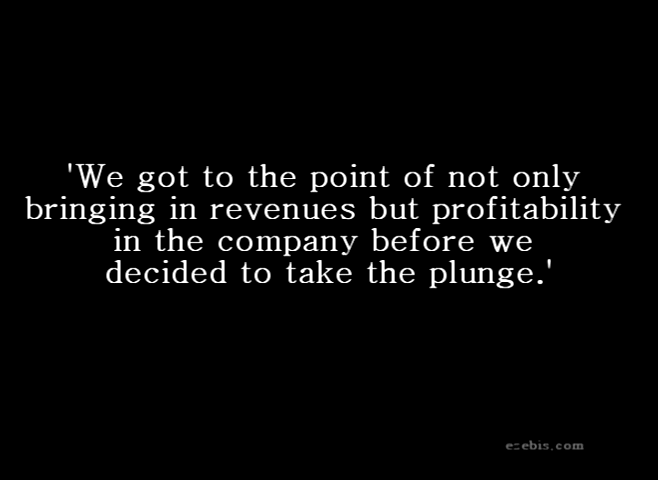 'We got to the point of not only
bringing in revenues but profitability
in the company before we
decided to take the plunge.'
ezebis.com